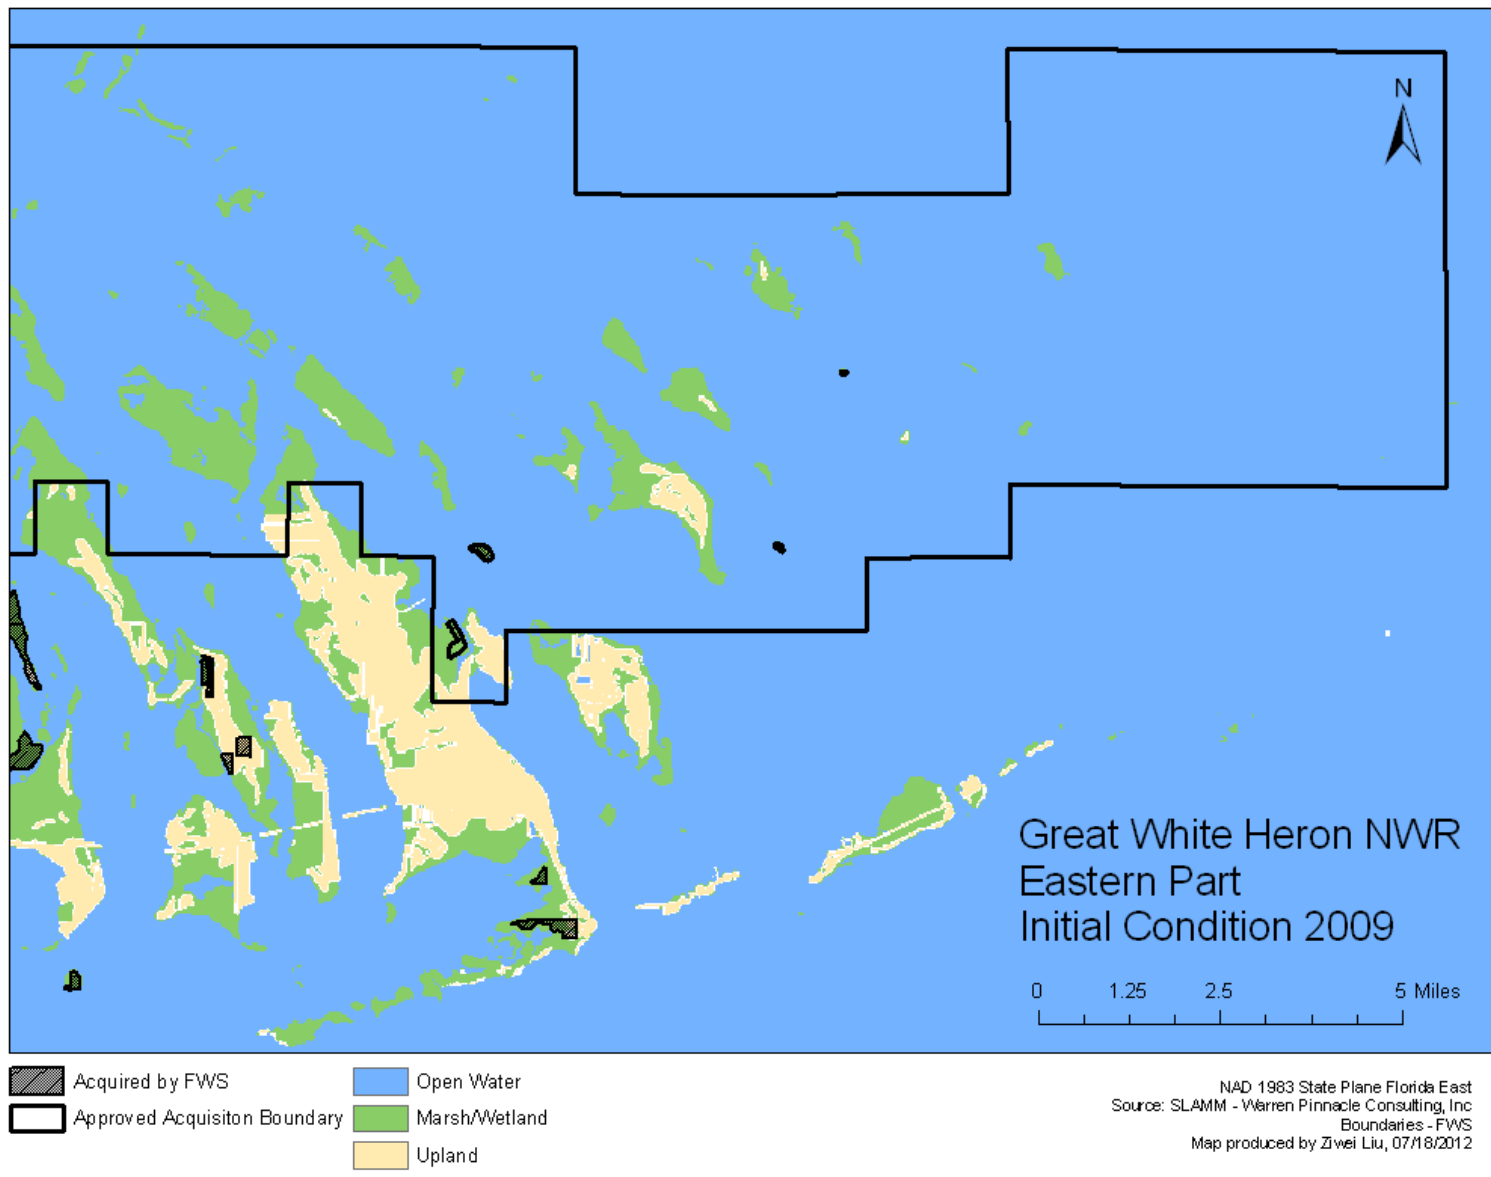 N
Great White Heron NWR
Eastern Part
Initial Condition 2009
0 1.25 2.5 5 Miles
Acquired by FWS
Approved Acquisiton Boundary
Open Water
Marsh/Wetland
Upland
NAD 1983 State Plane Florida East
Source: SLAMM - Warren Pinnacle Consulting, Inc
Boundaries - FWS
Map produced by Ziwei Liu, 07/18/2012